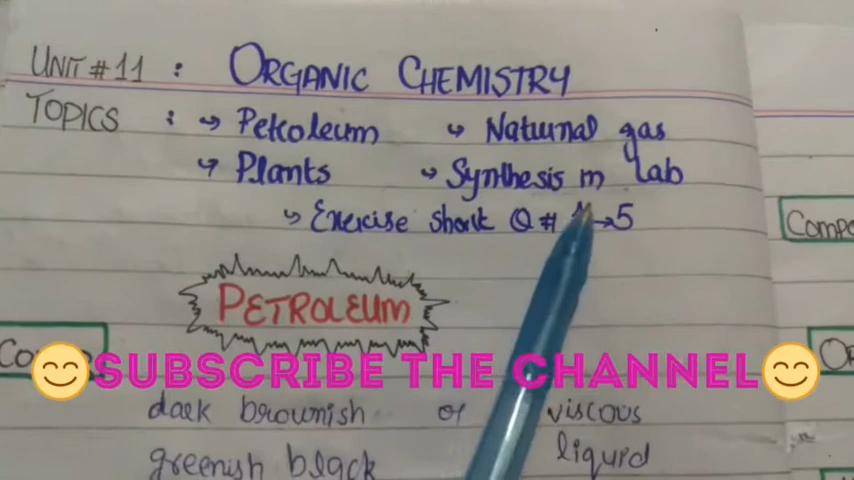 UNIT # 11 : ORGANIC CHEMISTRY
TOPICS : → Petroleum → Natural gas
→ Plants → Synthesis in Lab
→ Exercise short Q # 1→5
PETROLEUM
SUBSCRIBE THE CHANNEL
dark brownish or viscous
greenish black liquid